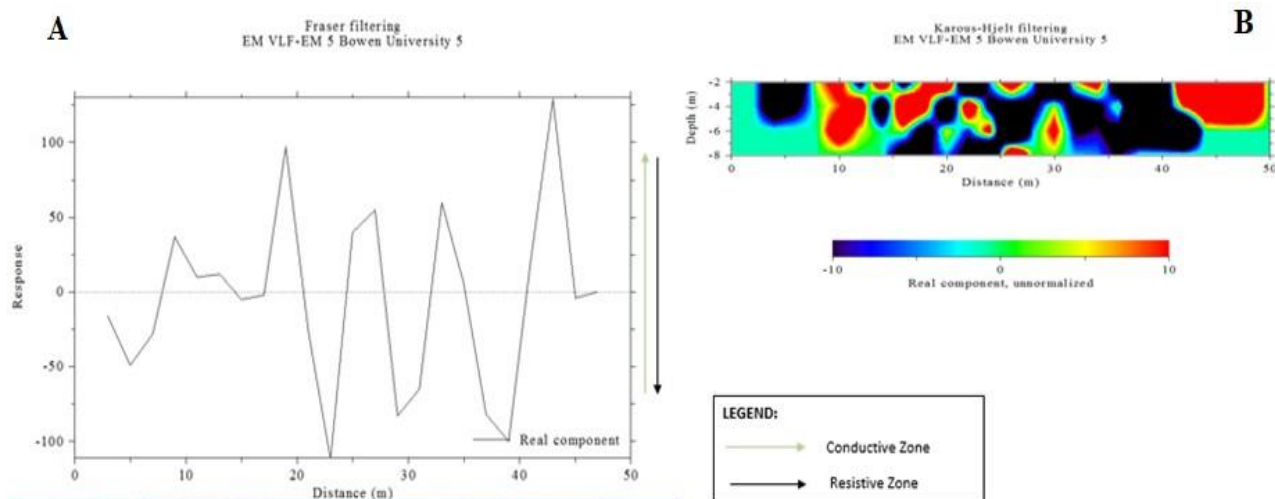 A
Fraser filtering
EM VLF-EM 5 Bowen University 5
Response
100
50
0
-50
-100
Real component
0
10
20
30
40
50
Distance (m)
B
Karous-Hjelt filtering
EM VLF-EM 5 Bowen University 5
Depth (m)
-2
-4
-6
-8
0
10
20
30
40
50
Distance (m)
-10
0
10
Real component, unnormalized
LEGEND:
Conductive Zone
Resistive Zone